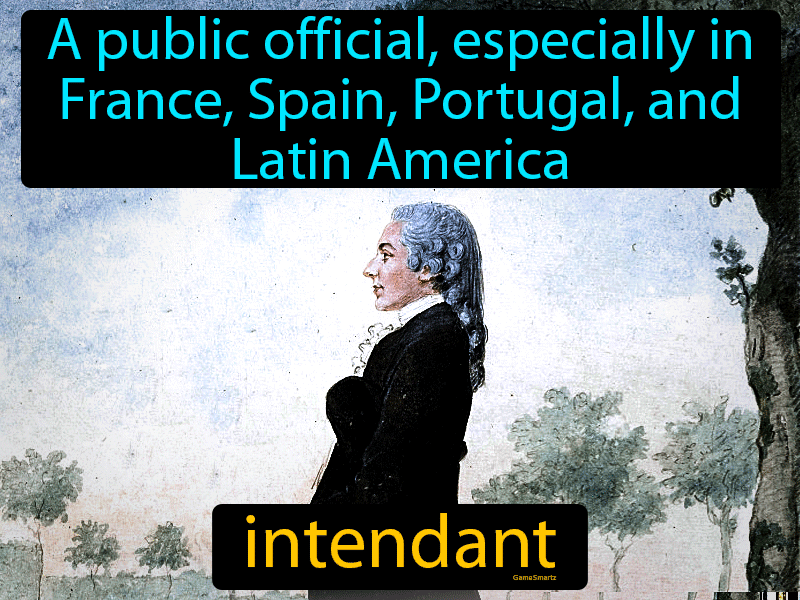 A public official, especially in
France, Spain, Portugal, and
Latin America
intendant
GameSmartz